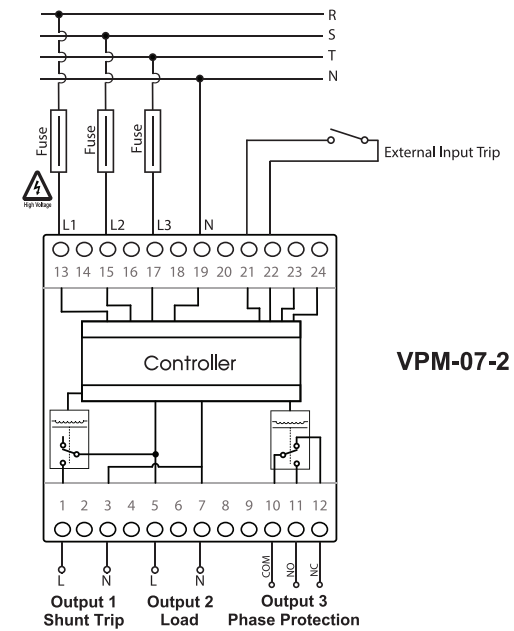 R
S
T
N
Fuse
Fuse
Fuse
External Input Trip
High Voltage
L1 L2 L3 N
13 14 15 16 17 18 19 20 21 22 23 24
Controller
VPM-07-2
1 2 3 4 5 6 7 8 9 10 11 12
COM NO NC
L N L N
Output 1 Output 2 Output 3
Shunt Trip Load Phase Protection